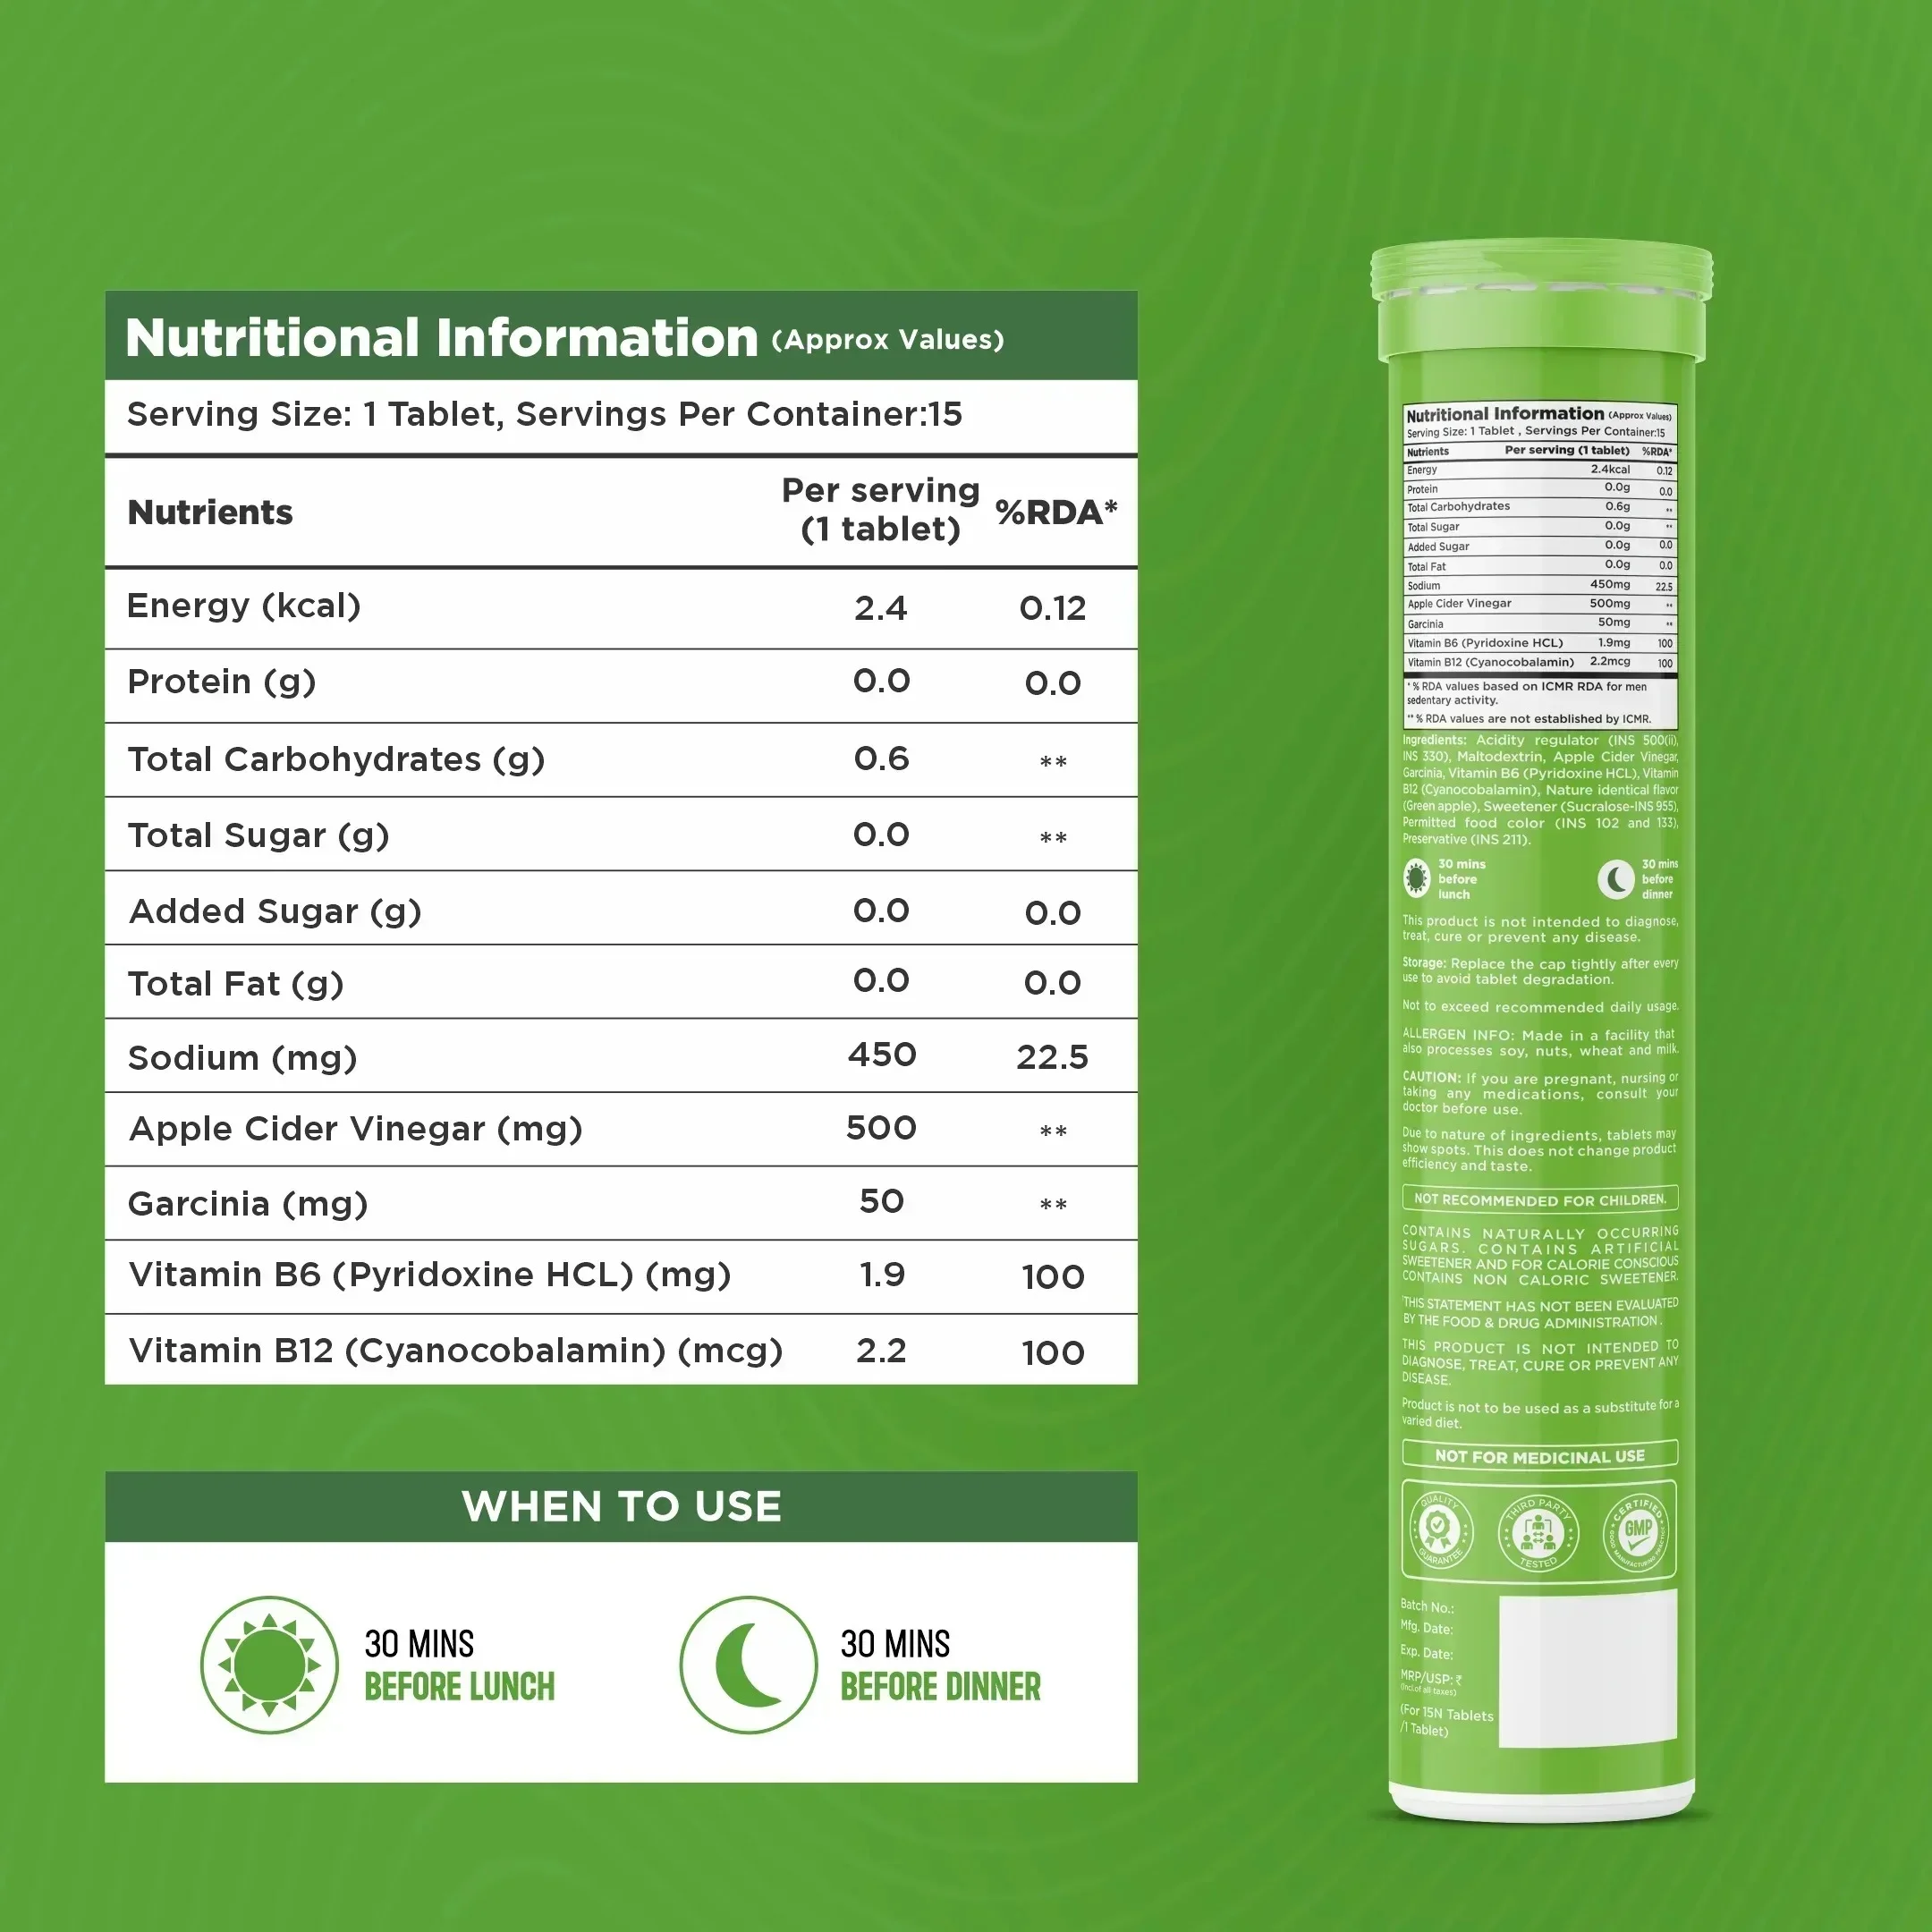 Nutritional Information (Approx Values)
Serving Size: 1 Tablet, Servings Per Container:15
Nutrients Per serving (1 tablet) %RDA*
Energy (kcal) 2.4 0.12
Protein (g) 0.0 0.0
Total Carbohydrates (g) 0.6 **
Total Sugar (g) 0.0 **
Added Sugar (g) 0.0 0.0
Total Fat (g) 0.0 0.0
Sodium (mg) 450 22.5
Apple Cider Vinegar (mg) 500 **
Garcinia (mg) 50 **
Vitamin B6 (Pyridoxine HCL) (mg) 1.9 100
Vitamin B12 (Cyanocobalamin) (mcg) 2.2 100
WHEN TO USE
30 MINS
BEFORE LUNCH
30 MINS
BEFORE DINNER
Nutritional Information (Approx Values)
Serving Size: 1 Tablet , Servings Per Container:15
Nutrients Per serving (1 tablet) %RDA*
Energy 2.4kcal 0.12
Protein 0.0g 0.0
Total Carbohydrates 0.6g **
Total Sugar 0.0g **
Added Sugar 0.0g 0.0
Total Fat 0.0g 0.0
Sodium 450mg 22.5
Apple Cider Vinegar 500mg **
Garcinia 50mg **
Vitamin B6 (Pyridoxine HCL) 1.9mg 100
Vitamin B12 (Cyanocobalamin) 2.2mcg 100
* % RDA values based on ICMR RDA for men
sedentary activity.
** % RDA values are not established by ICMR.
Ingredients: Acidity regulator (INS 500(ii),
INS 330), Maltodextrin, Apple Cider Vinegar,
Garcinia, Vitamin B6 (Pyridoxine HCL), Vitamin
B12 (Cyanocobalamin), Nature identical flavor
(Green apple), Sweetener (Sucralose-INS 955),
Permitted food color (INS 102 and 133),
Preservative (INS 211).
30 mins
before
lunch
30 mins
before
dinner
This product is not intended to diagnose,
treat, cure or prevent any disease.
Storage: Replace the cap tightly after every
use to avoid tablet degradation.
Not to exceed recommended daily usage.
ALLERGEN INFO: Made in a facility that
also processes soy, nuts, wheat and milk.
CAUTION: If you are pregnant, nursing or
taking any medications, consult your
doctor before use.
Due to nature of ingredients, tablets may
show spots. This does not change product
efficiency and taste.
NOT RECOMMENDED FOR CHILDREN.
CONTAINS NATURALLY OCCURRING
SUGARS. CONTAINS ARTIFICIAL
SWEETENER AND FOR CALORIE CONSCIOUS
CONTAINS NON CALORIC SWEETENER.
*THIS STATEMENT HAS NOT BEEN EVALUATED
BY THE FOOD & DRUG ADMINISTRATION .
THIS PRODUCT IS NOT INTENDED TO
DIAGNOSE, TREAT, CURE OR PREVENT ANY
DISEASE.
Product is not to be used as a substitute for a
varied diet.
NOT FOR MEDICINAL USE
QUALITY GUARANTEE
THIRD PARTY TESTED
CERTIFIED GMP GOOD MANUFACTURING PRACTICE
Batch No.:
Mfg. Date:
Exp. Date:
MRP/USP: ₹
(Incl.of all taxes)
(For 15N Tablets
/1 Tablet)